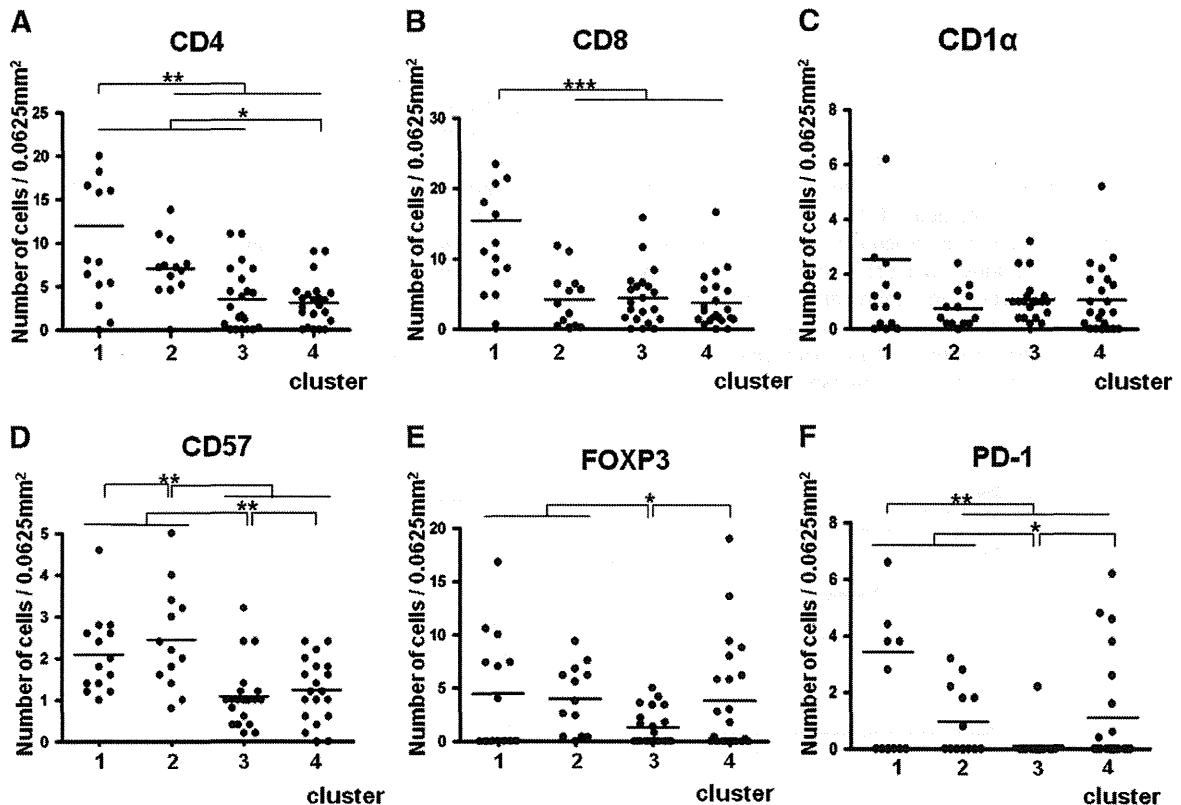 A
CD4
Number of cells / 0.0625mm²
**
*
25
20
15
10
5
0
1 2 3 4
cluster
B
CD8
Number of cells / 0.0625mm²
***
30
20
10
0
1 2 3 4
cluster
C
CD1α
Number of cells / 0.0625mm²
8
6
4
2
0
1 2 3 4
cluster
D
CD57
Number of cells / 0.0625mm²
**
**
5
4
3
2
1
0
1 2 3 4
cluster
E
FOXP3
Number of cells / 0.0625mm²
*
20
15
10
5
0
1 2 3 4
cluster
F
PD-1
Number of cells / 0.0625mm²
**
*
8
6
4
2
0
1 2 3 4
cluster